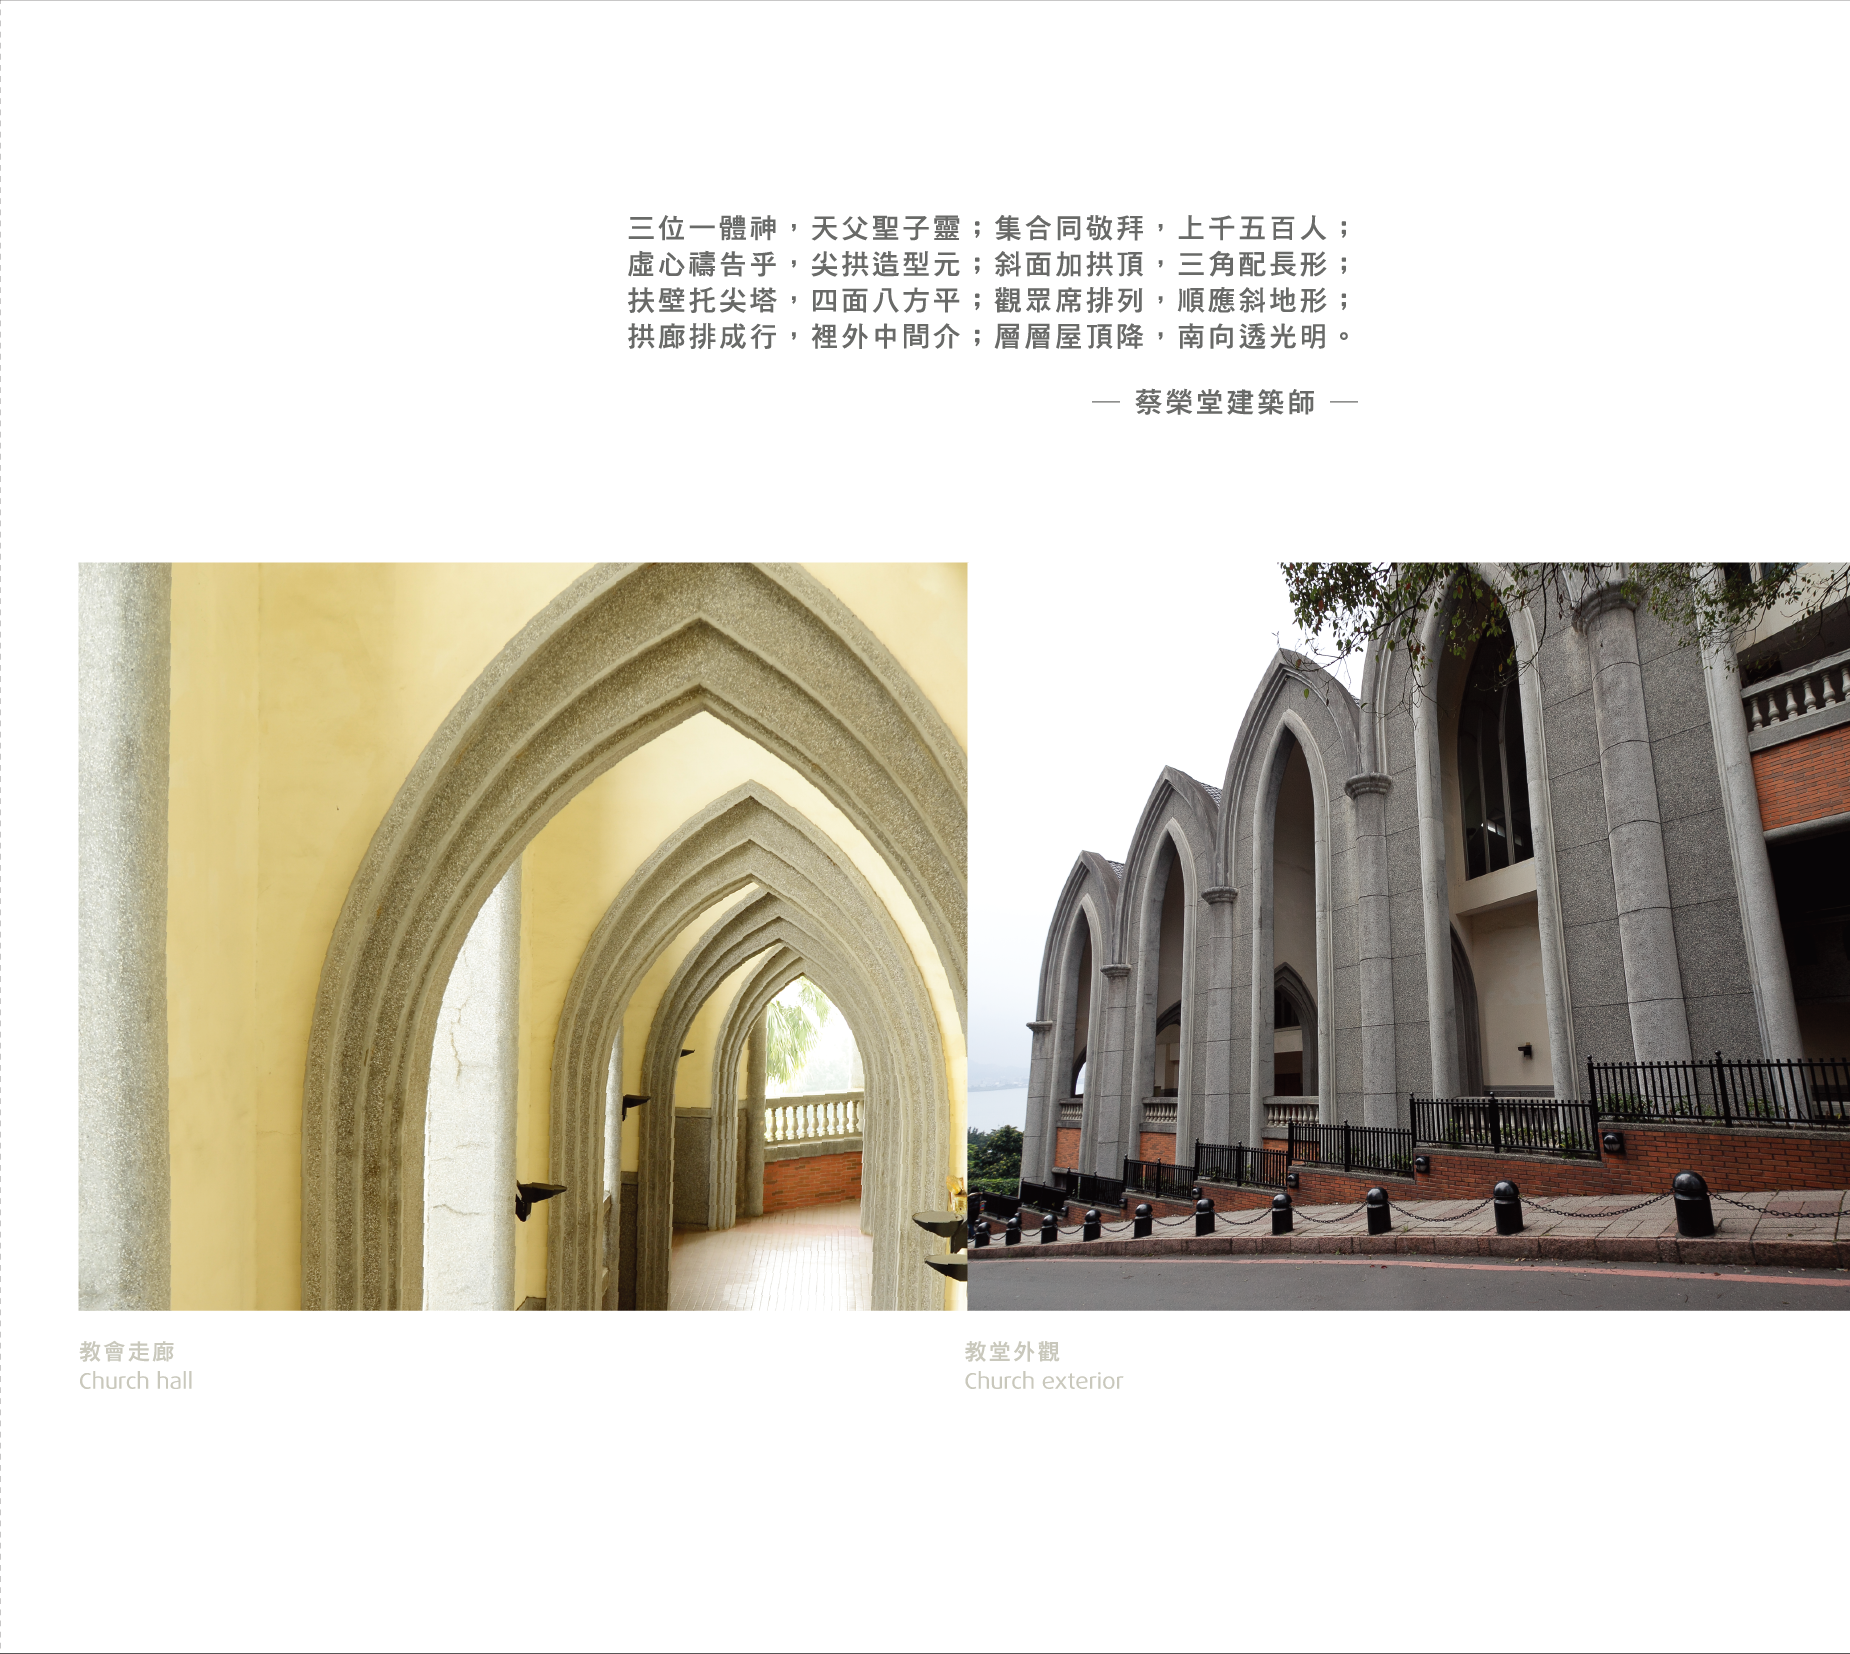 三位一體神，天父聖子靈；集合同敬拜，上千五百人；
虛心禱告乎，尖拱造型元；斜面加拱頂，三角配長形；
扶壁托尖塔，四面八方平；觀眾席排列，順應斜地形；
拱廊排成行，裡外中間介；層層屋頂降，南向透光明。
— 蔡榮堂建築師 —
教會走廊
Church hall
教堂外觀
Church exterior